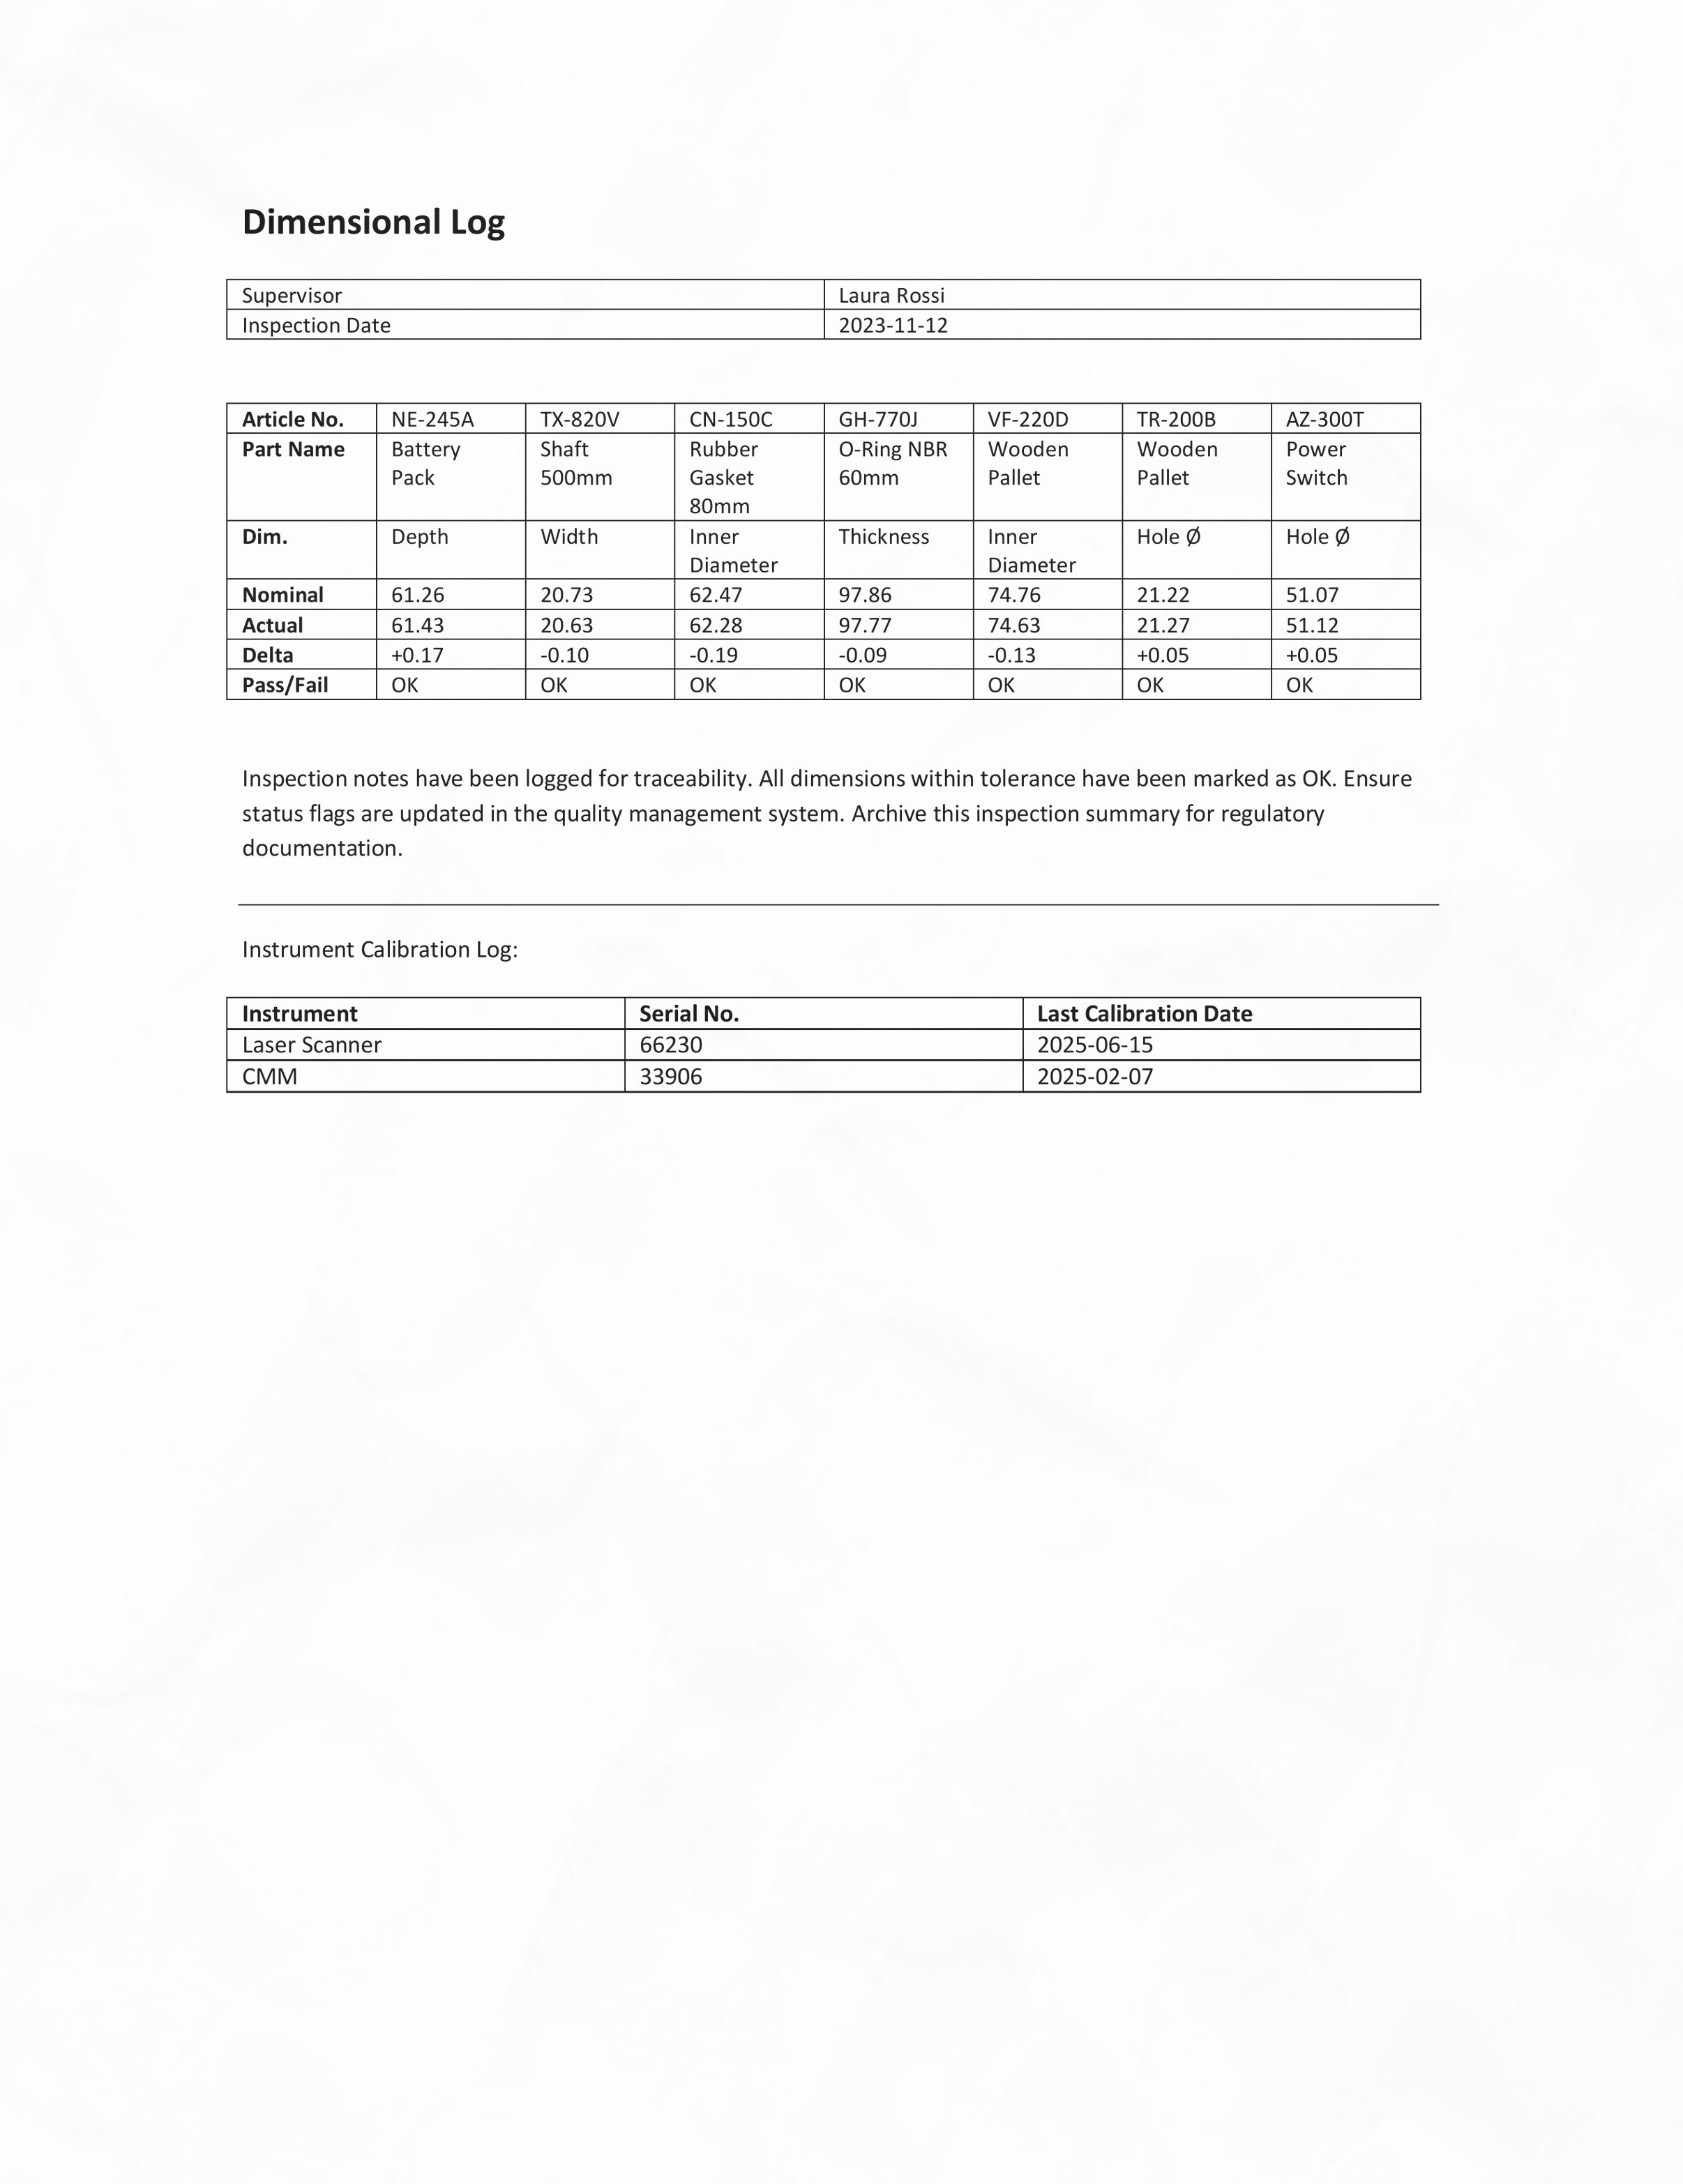 Dimensional Log
Supervisor Laura Rossi
Inspection Date 2023-11-12
Article No. NE-245A TX-820V CN-150C GH-770J VF-220D TR-200B AZ-300T
Part Name Battery Pack Shaft 500mm Rubber Gasket 80mm O-Ring NBR 60mm Wooden Pallet Wooden Pallet Power Switch
Dim. Depth Width Inner Diameter Thickness Inner Diameter Hole Ø Hole Ø
Nominal 61.26 20.73 62.47 97.86 74.76 21.22 51.07
Actual 61.43 20.63 62.28 97.77 74.63 21.27 51.12
Delta +0.17 -0.10 -0.19 -0.09 -0.13 +0.05 +0.05
Pass/Fail OK OK OK OK OK OK OK
Inspection notes have been logged for traceability. All dimensions within tolerance have been marked as OK. Ensure
status flags are updated in the quality management system. Archive this inspection summary for regulatory
documentation.
Instrument Calibration Log:
Instrument Serial No. Last Calibration Date
Laser Scanner 66230 2025-06-15
CMM 33906 2025-02-07